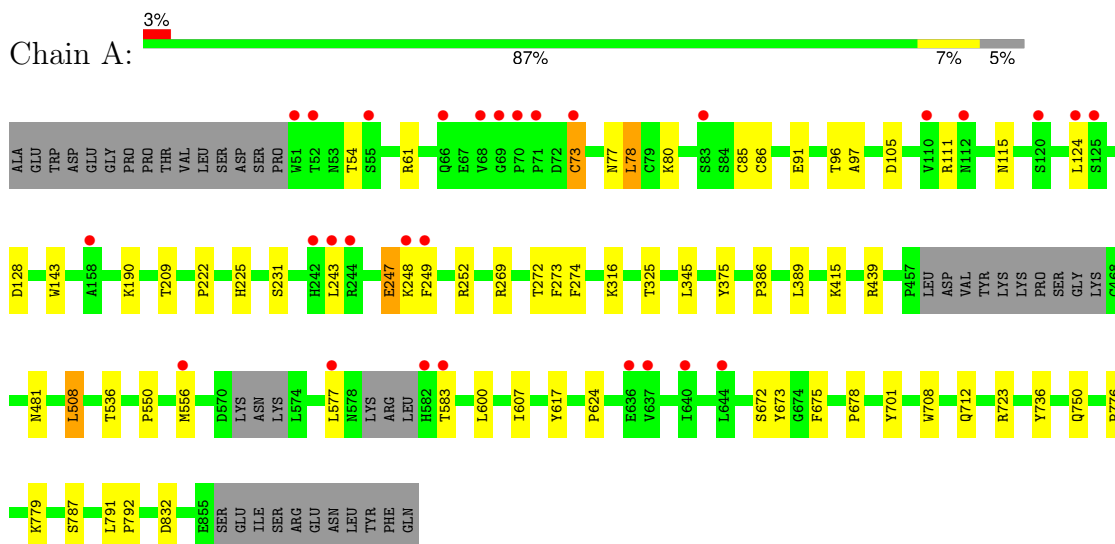 3%
Chain A:
87% 7% 5%
ALA GLU TRP ASP GLU GLY PRO PRO THR VAL LEU SER ASP SER PRO W51 T52 N53 T54 S55 R61 Q66 E67 V68 G69 P70 P71 D72 C73 N77 L78 C79 K80 S83 S84 C85 C86 E91 T96 A97 D105 V110 R111 N112 N115 S120 L124 S125
D128 W143 A158 K190 T209 P222 H225 S231 H242 L243 R244 E247 K248 F249 R252 R269 T272 F273 F274 K316 T325 L345 Y375 P386 L389 K415 R439 P457 LEU ASP VAL TYR LYS LYS PRO SER GLY LYS C468
N481 L508 T536 P550 M556 D570 LYS ASN LYS L574 L577 N578 LYS ARG LEU H582 T583 L600 I607 Y617 P624 E636 V637 I640 L644 S672 Y673 G674 F675 P678 Y701 W708 Q712 R723 Y736 Q750
K779 S787 L791 P792 D832 E855 SER GLU ILE SER ARG GLU ASN LEU TYR PHE GLN